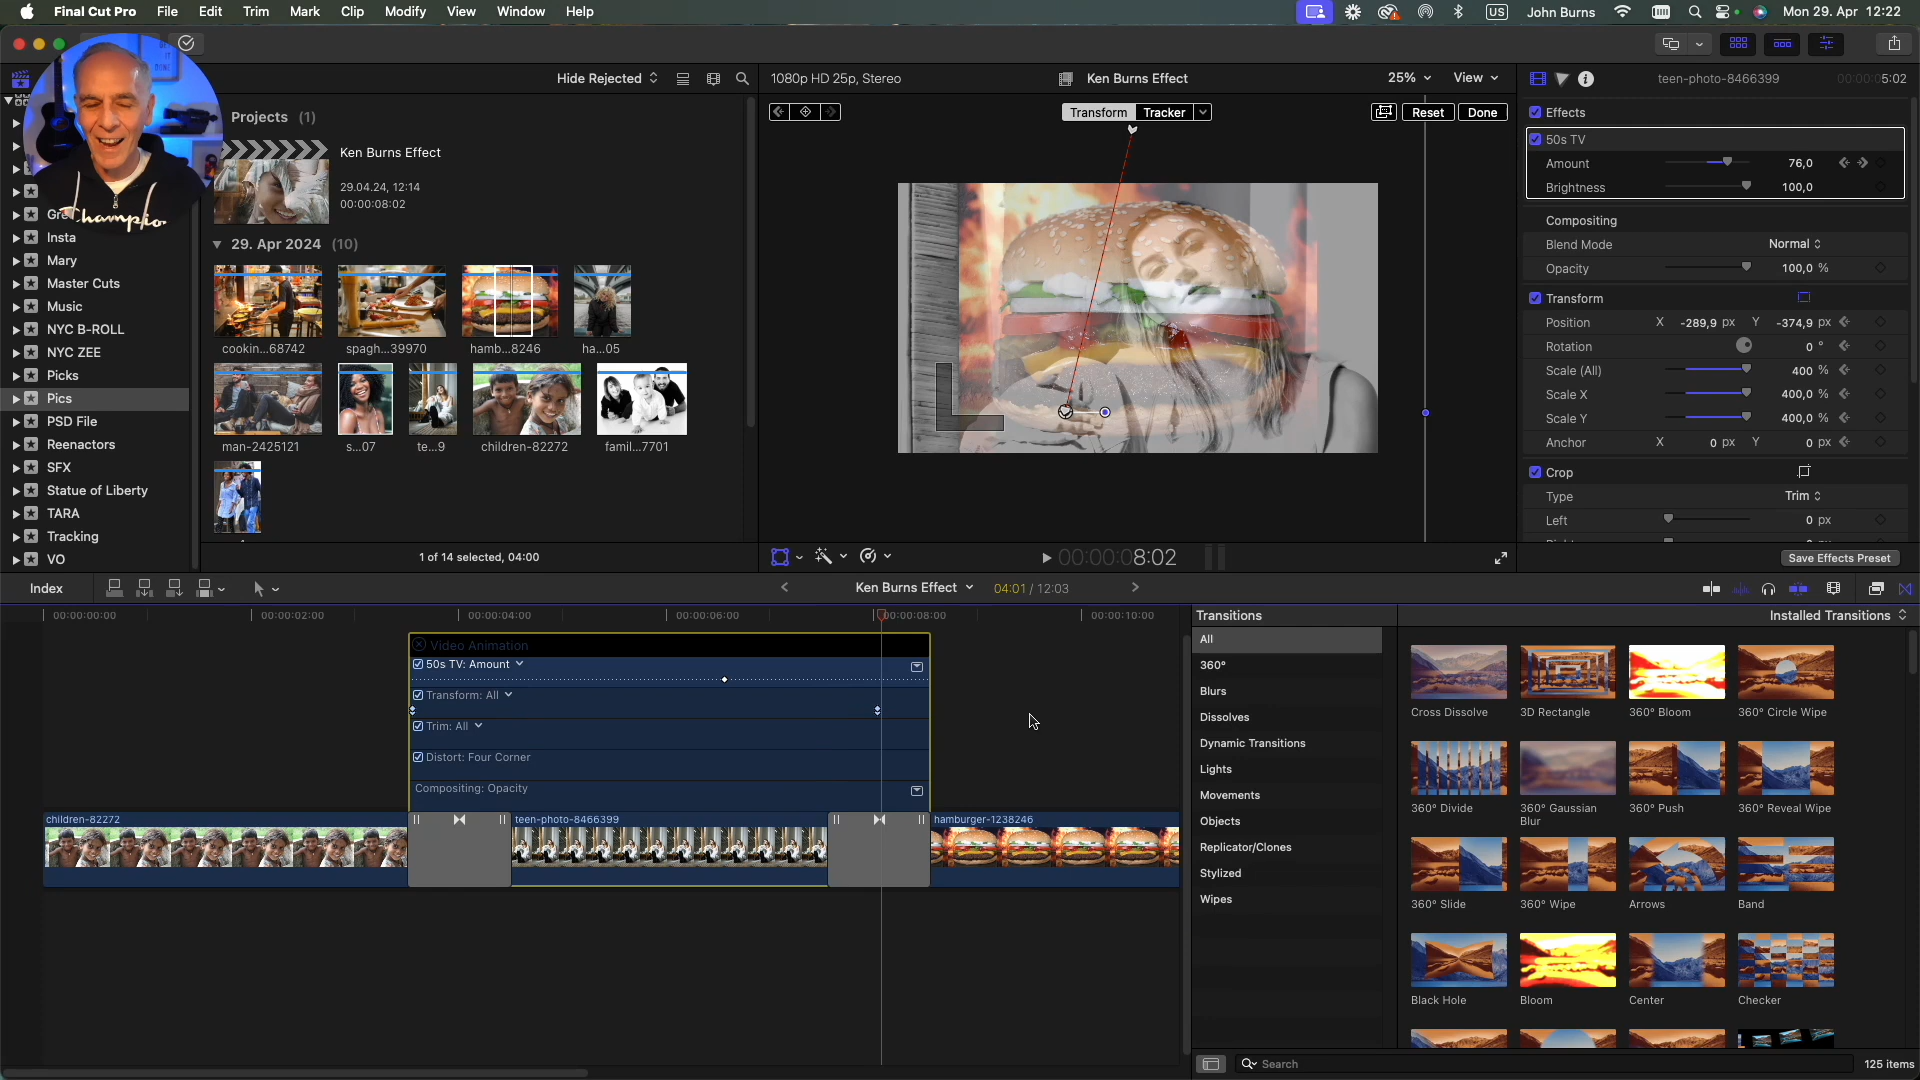 Final Cut Pro File Edit Trim Mark Clip Modify View Window Help
US John Burns Mon 29. Apr 12:22
Hide Rejected
1080p HD 25p, Stereo Ken Burns Effect 25% View
teen-photo-8466399 5:02
Champion
Insta
Mary
Master Cuts
Music
NYC B-ROLL
NYC ZEE
Picks
Pics
PSD File
Reenactors
SFX
Statue of Liberty
TARA
Tracking
VO
Projects (1)
Ken Burns Effect
29.04.24, 12:14
00:00:08:02
29. Apr 2024 (10)
cookin...68742 spagh...39970 hamb...8246 ha...05
man-2425121 s...07 te...9 children-82272 famil...7701
1 of 14 selected, 04:00
Transform Tracker Reset Done
00:00:08:02
Effects
50s TV
Amount 76,0
Brightness 100,0
Compositing
Blend Mode Normal
Opacity 100,0 %
Transform
Position X -289,9 px Y -374,9 px
Rotation 0 °
Scale (All) 400 %
Scale X 400,0 %
Scale Y 400,0 %
Anchor X 0 px Y 0 px
Crop
Type Trim
Left 0 px
Save Effects Preset
Index Ken Burns Effect 04:01 / 12:03
00:00:00:00 00:00:02:00 00:00:04:00 00:00:06:00 00:00:08:00 00:00:10:00
Video Animation
50s TV: Amount
Transform: All
Trim: All
Distort: Four Corner
Compositing: Opacity
children-82272 teen-photo-8466399 hamburger-1238246
Transitions Installed Transitions
All
360°
Blurs
Dissolves
Dynamic Transitions
Lights
Movements
Objects
Replicator/Clones
Stylized
Wipes
Cross Dissolve 3D Rectangle 360° Bloom 360° Circle Wipe
360° Divide 360° Gaussian Blur 360° Push 360° Reveal Wipe
360° Slide 360° Wipe Arrows Band
Black Hole Bloom Center Checker
Search 125 items